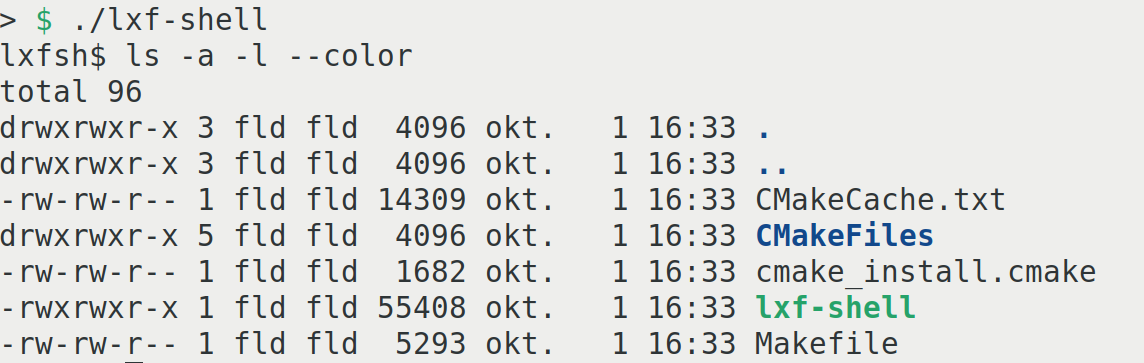 > $ ./lxf-shell
lxfsh$ ls -a -l --color
total 96
drwxrwxr-x 3 fld fld  4096 okt.   1 16:33 .
drwxrwxr-x 3 fld fld  4096 okt.   1 16:33 ..
-rw-rw-r-- 1 fld fld 14309 okt.   1 16:33 CMakeCache.txt
drwxrwxr-x 5 fld fld  4096 okt.   1 16:33 CMakeFiles
-rw-rw-r-- 1 fld fld  1682 okt.   1 16:33 cmake_install.cmake
-rwxrwxr-x 1 fld fld 55408 okt.   1 16:33 lxf-shell
-rw-rw-r-- 1 fld fld  5293 okt.   1 16:33 Makefile